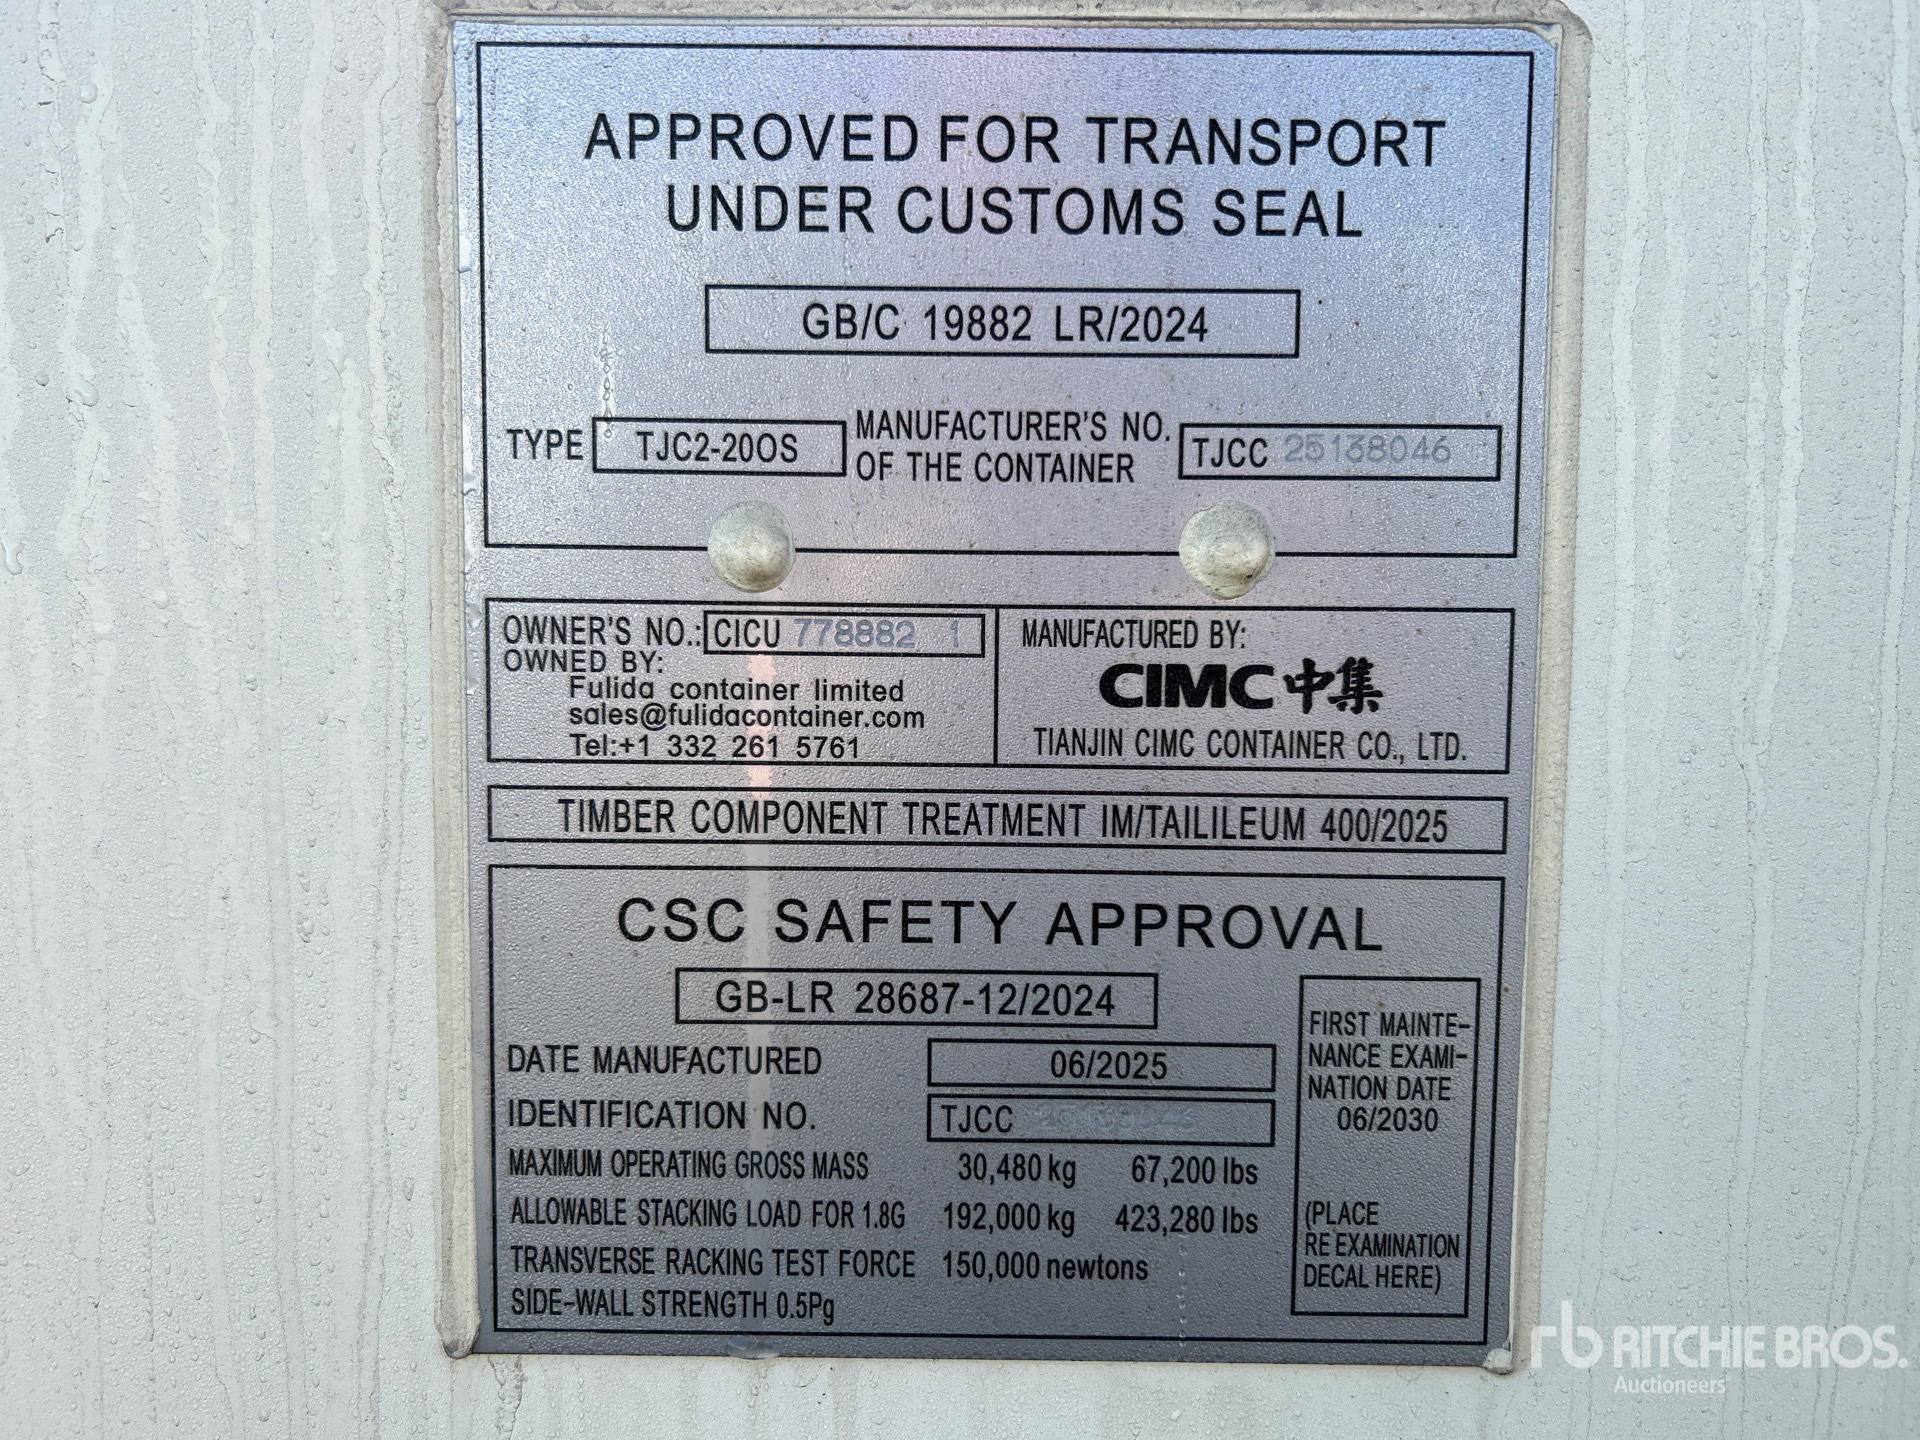 APPROVED FOR TRANSPORT
UNDER CUSTOMS SEAL
GB/C 19882 LR/2024
TYPE TJC2-20OS MANUFACTURER'S NO. OF THE CONTAINER TJCC 25138046
OWNER'S NO.: CICU 778882 1
OWNED BY:
Fulida container limited
sales@fulidacontainer.com
Tel:+1 332 261 5761
MANUFACTURED BY:
CIMC 中集
TIANJIN CIMC CONTAINER CO., LTD.
TIMBER COMPONENT TREATMENT IM/TAILILEUM 400/2025
CSC SAFETY APPROVAL
GB-LR 28687-12/2024
DATE MANUFACTURED 06/2025
IDENTIFICATION NO. TJCC 25138046
MAXIMUM OPERATING GROSS MASS 30,480 kg 67,200 lbs
ALLOWABLE STACKING LOAD FOR 1.8G 192,000 kg 423,280 lbs
TRANSVERSE RACKING TEST FORCE 150,000 newtons
SIDE-WALL STRENGTH 0.5Pg
FIRST MAINTE-
NANCE EXAMI-
NATION DATE
06/2030
(PLACE
RE EXAMINATION
DECAL HERE)
rb RITCHIE BROS.
Auctioneers